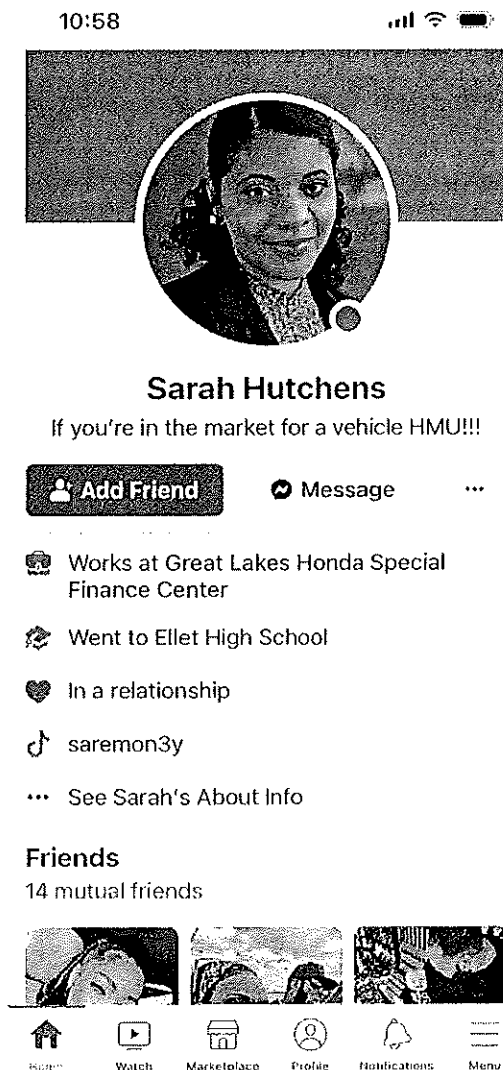 10:58
Sarah Hutchens
If you're in the market for a vehicle HMU!!!
Add Friend
Message
Works at Great Lakes Honda Special
Finance Center
Went to Ellet High School
In a relationship
saremon3y
See Sarah's About Info
Friends
14 mutual friends
Home Watch Marketplace Profile Notifications Menu